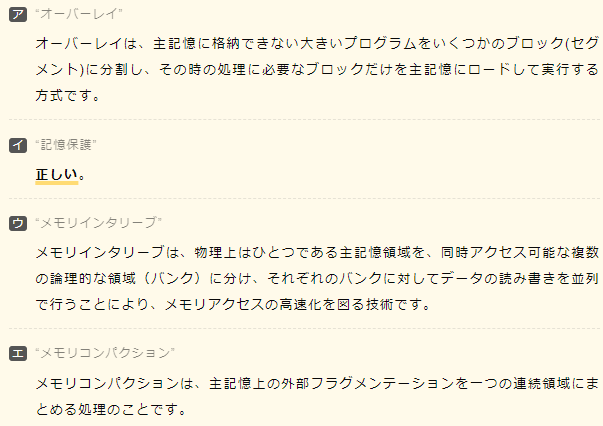 ア “オーバーレイ”
オーバーレイは、主記憶に格納できない大きいプログラムをいくつかのブロック(セグ
メント)に分割し、その時の処理に必要なブロックだけを主記憶にロードして実行する
方式です。
イ “記憶保護”
正しい。
ウ “メモリインタリーブ”
メモリインタリーブは、物理上はひとつである主記憶領域を、同時アクセス可能な複数
の論理的な領域（バンク）に分け、それぞれのバンクに対してデータの読み書きを並列
で行うことにより、メモリアクセスの高速化を図る技術です。
エ “メモリコンパクション”
メモリコンパクションは、主記憶上の外部フラグメンテーションを一つの連続領域にま
とめる処理のことです。